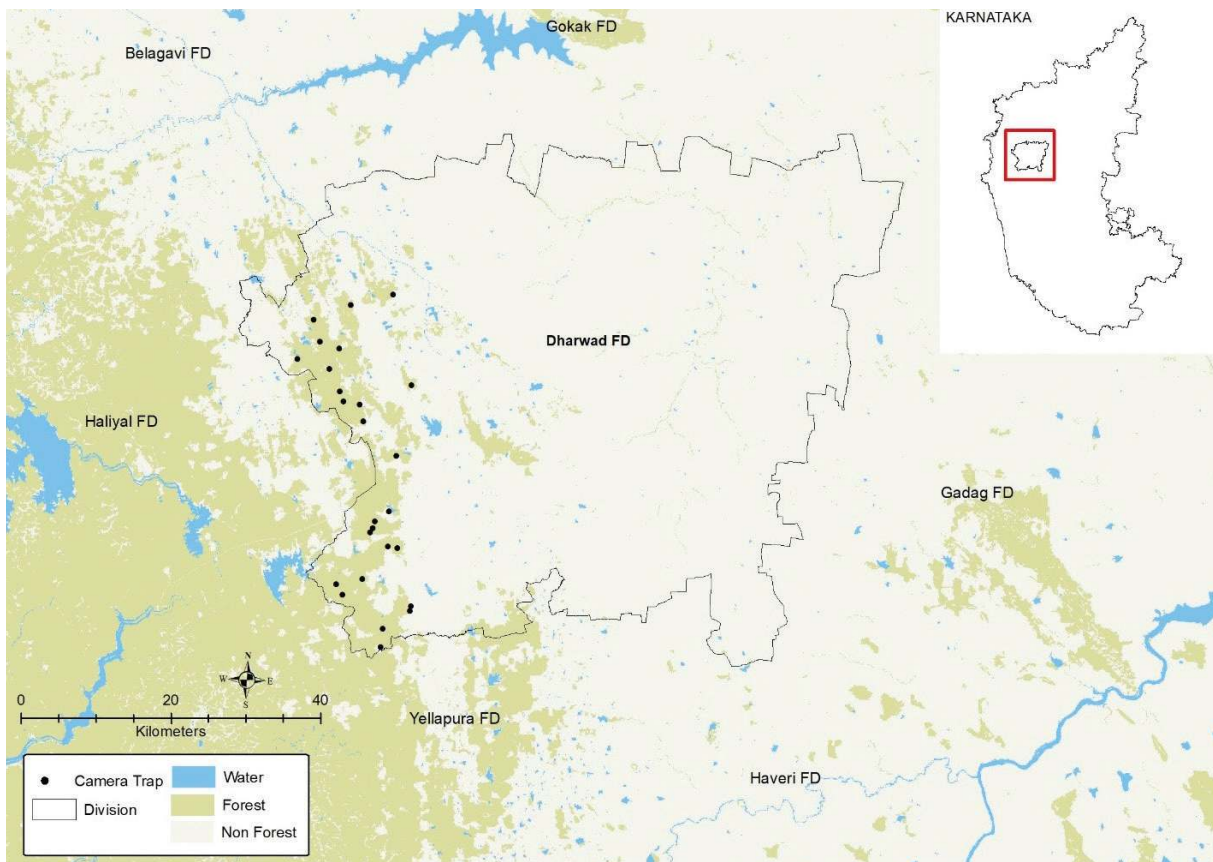 KARNATAKA
Gokak FD
Belagavi FD
Dharwad FD
Haliyal FD
Gadag FD
N
W E
S
0 20 40
Kilometers
Yellapura FD
Haveri FD
Camera Trap
Division
Water
Forest
Non Forest